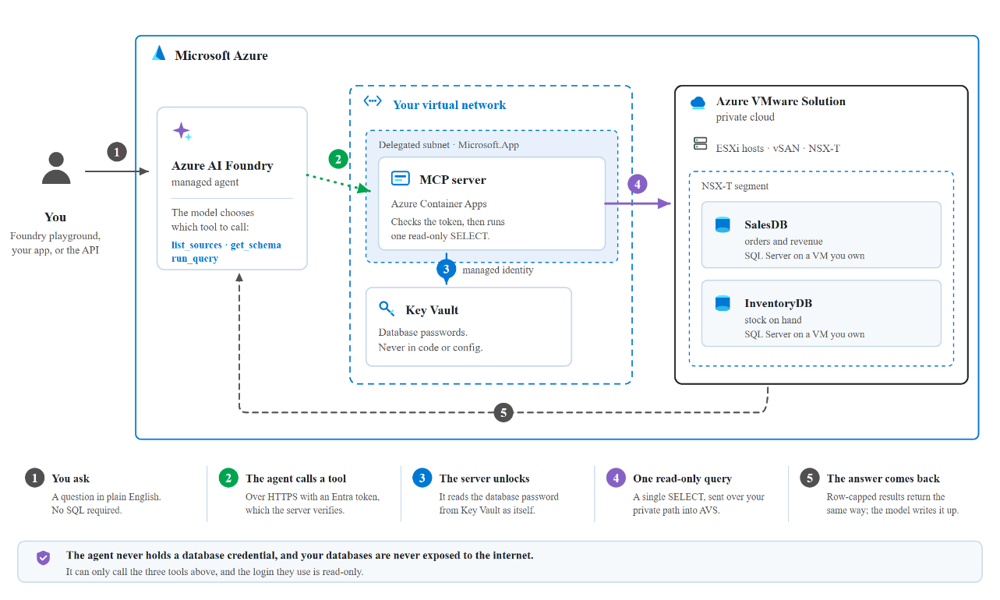 Microsoft Azure
1
You
Foundry playground,
your app, or the API
Azure AI Foundry
managed agent
The model chooses
which tool to call:
list_sources · get_schema
run_query
2
Your virtual network
Delegated subnet · Microsoft.App
MCP server
Azure Container Apps
Checks the token, then runs
one read-only SELECT.
3
managed identity
Key Vault
Database passwords.
Never in code or config.
4
Azure VMware Solution
private cloud
ESXi hosts · vSAN · NSX-T
NSX-T segment
SalesDB
orders and revenue
SQL Server on a VM you own
InventoryDB
stock on hand
SQL Server on a VM you own
5
1 You ask
A question in plain English.
No SQL required.
2 The agent calls a tool
Over HTTPS with an Entra token,
which the server verifies.
3 The server unlocks
It reads the database password
from Key Vault as itself.
4 One read-only query
A single SELECT, sent over your
private path into AVS.
5 The answer comes back
Row-capped results return the
same way; the model writes it up.
The agent never holds a database credential, and your databases are never exposed to the internet.
It can only call the three tools above, and the login they use is read-only.